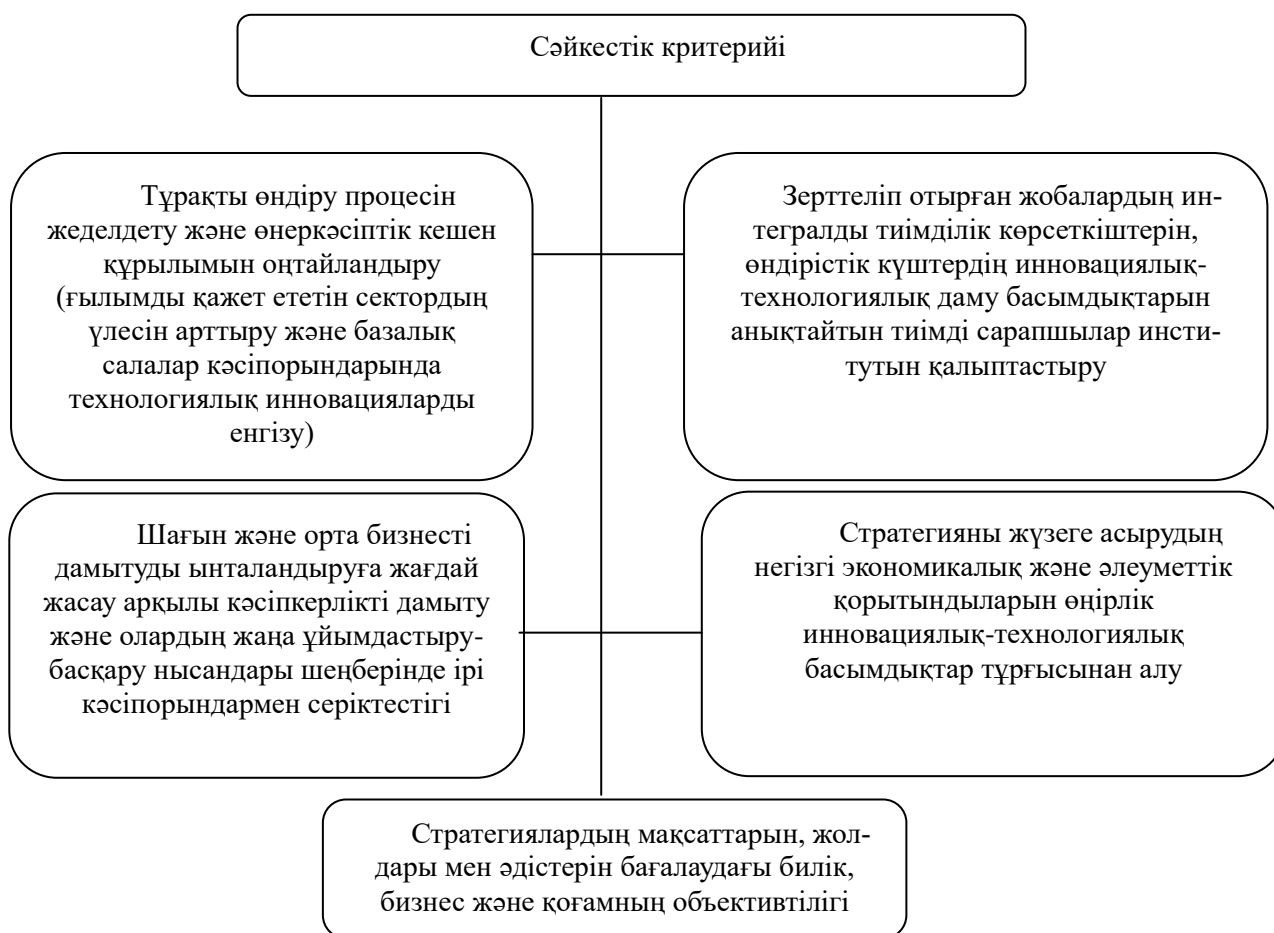 Сәйкестік критерийі
Тұрақты өндіру процесін
жеделдету және өнеркәсіптік кешен
құрылымын оңтайландыру
(ғылымды қажет ететін сектордың
үлесін арттыру және базалық
салалар кәсіпорындарында
технологиялық инновацияларды
енгізу)
Зерттеліп отырған жобалардың ин-
тегралды тиімділік көрсеткіштерін,
өндірістік күштердің инновациялық-
технологиялық даму басымдықтарын
анықтайтын тиімді сарапшылар инсти-
тутын қалыптастыру
Шағын және орта бизнесті
дамытуды ынталандыруға жағдай
жасау арқылы кәсіпкерлікті дамыту
және олардың жаңа ұйымдастыру-
басқару нысандары шеңберінде ірі
кәсіпорындармен серіктестігі
Стратегияны жүзеге асырудың
негізгі экономикалық және әлеуметтік
қорытындыларын өңірлік
инновациялық-технологиялық
басымдықтар тұрғысынан алу
Стратегиялардың мақсаттарын, жол-
дары мен әдістерін бағалаудағы билік,
бизнес және қоғамның объективтілігі